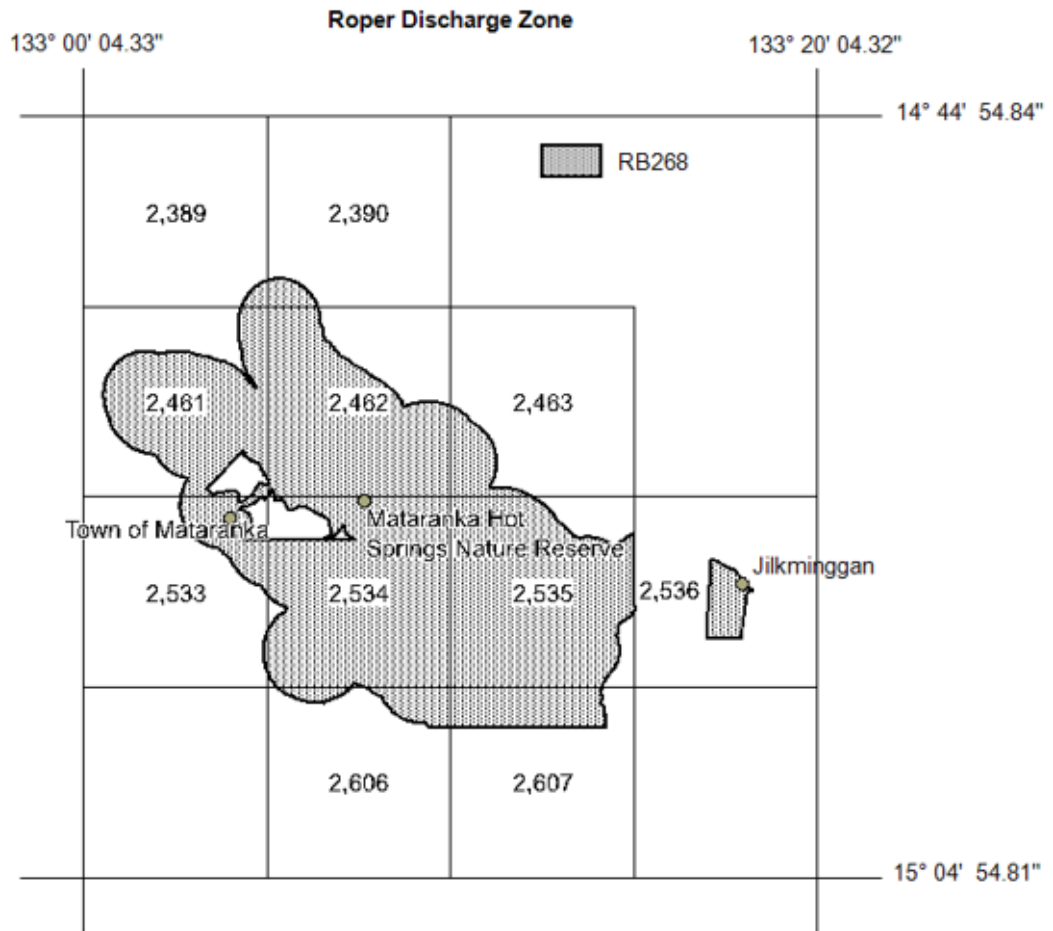 Roper Discharge Zone
133° 00' 04.33"
133° 20' 04.32"
14° 44' 54.84"
RB268
2,389
2,390
2,461
2,462
2,463
Town of Mataranka
Mataranka Hot
Springs Nature Reserve
Jilkminggan
2,533
2,534
2,535
2,536
2,606
2,607
15° 04' 54.81"